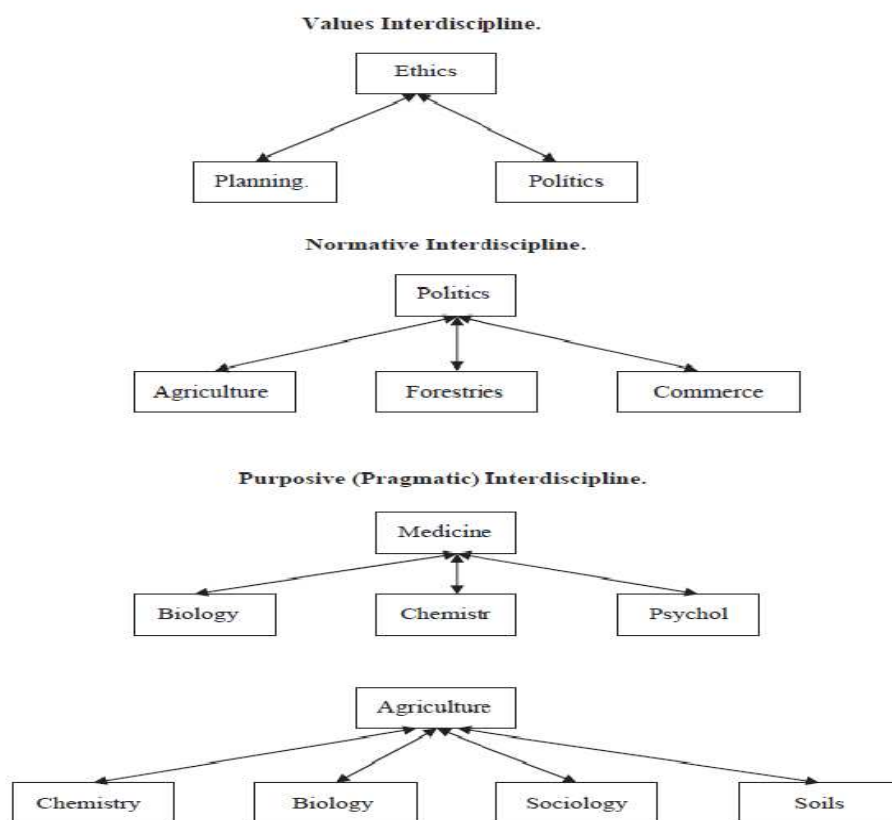 Values Interdiscipline.
Ethics
Planning. Polítics
Normative Interdiscipline.
Politics
Agriculture Forestries Commerce
Purposive (Pragmatic) Interdiscipline.
Medicine
Biology Chemistr Psychol
Agriculture
Chemistry Biology Sociology Soils